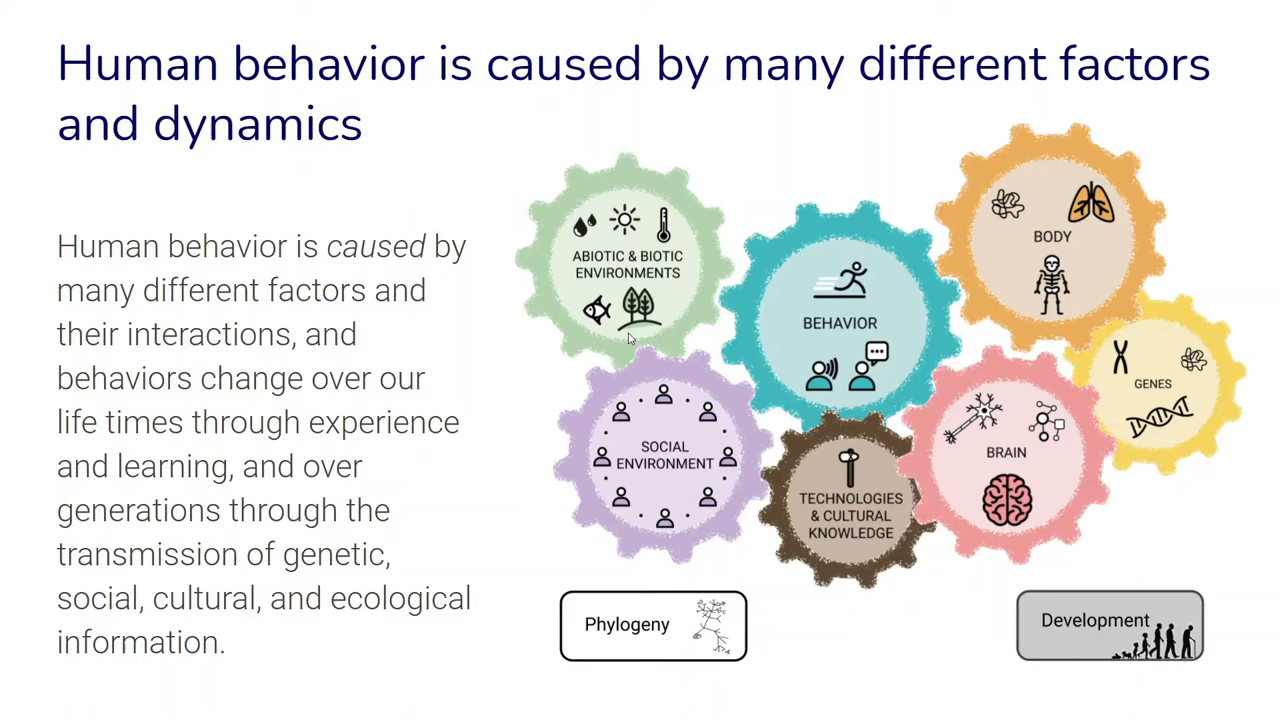 Human behavior is caused by many different factors
and dynamics
Human behavior is caused by
many different factors and
their interactions, and
behaviors change over our
life times through experience
and learning, and over
generations through the
transmission of genetic,
social, cultural, and ecological
information.
ABIOTIC & BIOTIC
ENVIRONMENTS
BEHAVIOR
BODY
GENES
SOCIAL
ENVIRONMENT
TECHNOLOGIES
& CULTURAL
KNOWLEDGE
BRAIN
Phylogeny
Development